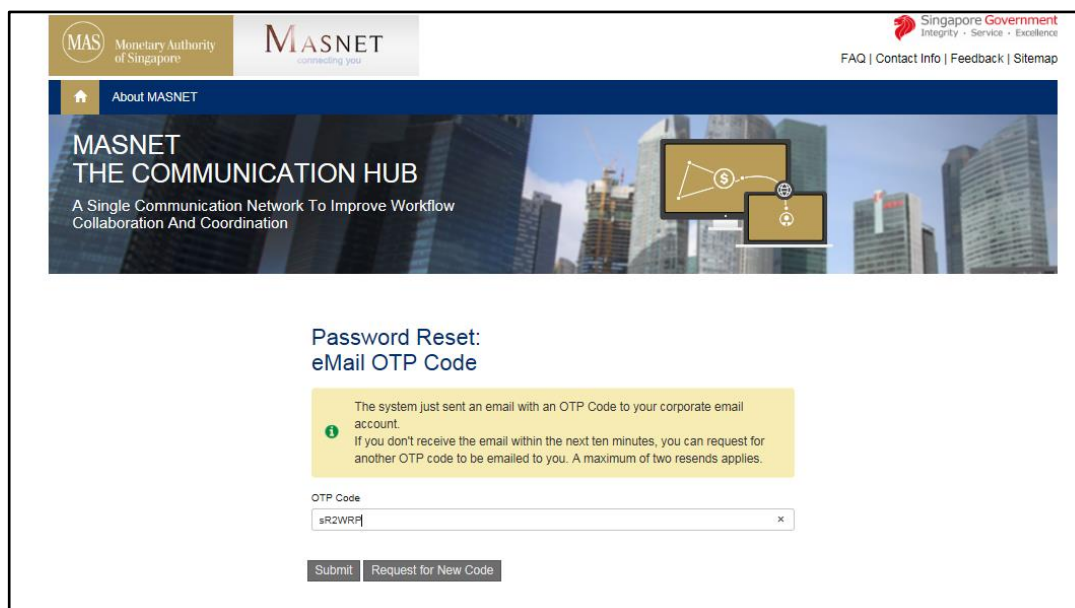 MAS
Monetary Authority
of Singapore
MASNET
connecting you
Singapore Government
Integrity · Service · Excellence
FAQ | Contact Info | Feedback | Sitemap
About MASNET
MASNET
THE COMMUNICATION HUB
A Single Communication Network To Improve Workflow
Collaboration And Coordination
$
Password Reset:
eMail OTP Code
The system just sent an email with an OTP Code to your corporate email
account.
If you don't receive the email within the next ten minutes, you can request for
another OTP code to be emailed to you. A maximum of two resends applies.
OTP Code
sR2WRP
Submit Request for New Code